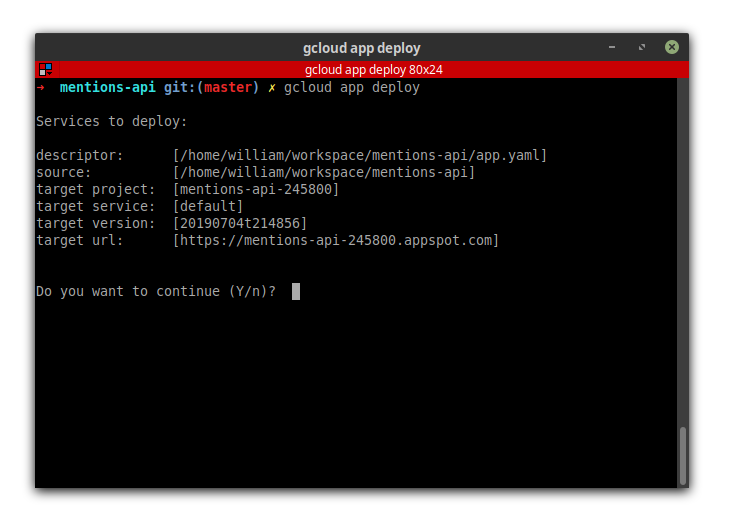 gcloud app deploy
gcloud app deploy 80x24
➜ mentions-api git:(master) ✗ gcloud app deploy
Services to deploy:
descriptor: [/home/william/workspace/mentions-api/app.yaml]
source: [/home/william/workspace/mentions-api]
target project: [mentions-api-245800]
target service: [default]
target version: [20190704t214856]
target url: [https://mentions-api-245800.appspot.com]
Do you want to continue (Y/n)?